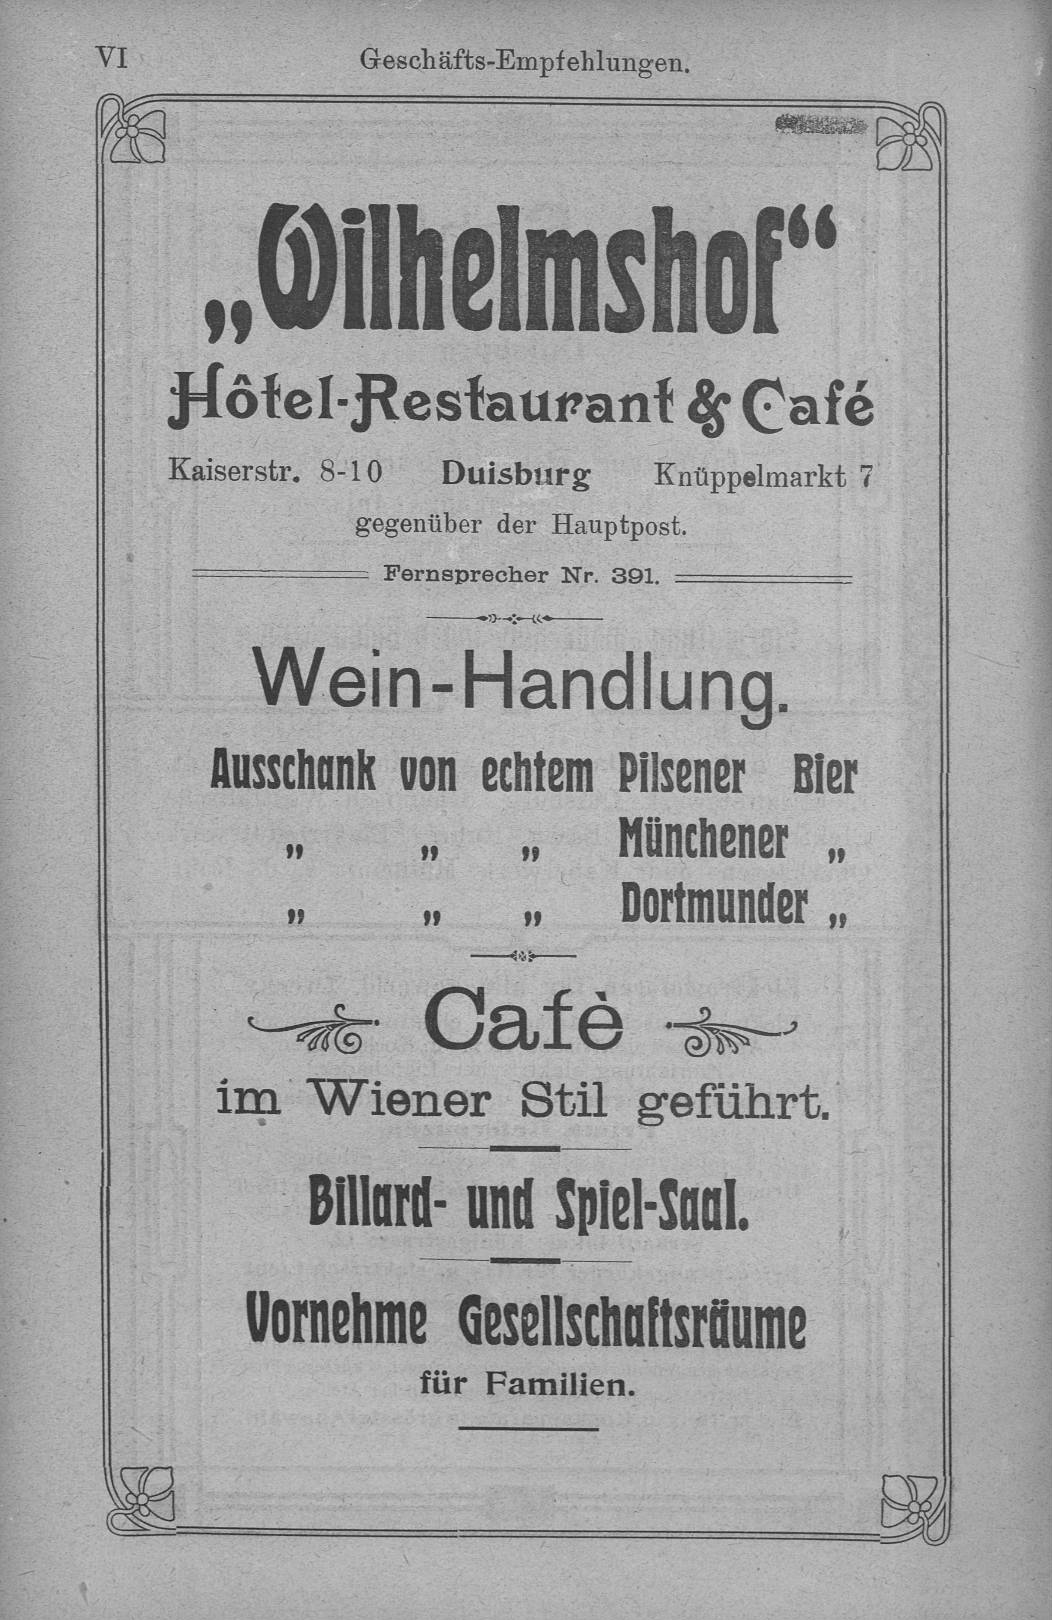 VI Geschäfts-Empfehlungen.
„Wilhelmshof“
Hôtel-Restaurant & Café
Kaiserstr. 8-10 Duisburg Knüppelmarkt 7
gegenüber der Hauptpost.
Fernsprecher Nr. 391.
Wein-Handlung.
Ausschank von echtem Pilsener Bier
„ „ „ Münchener „
„ „ „ Dortmunder „
Cafè
im Wiener Stil geführt.
Billard- und Spiel-Saal.
Vornehme Gesellschaftsräume
für Familien.